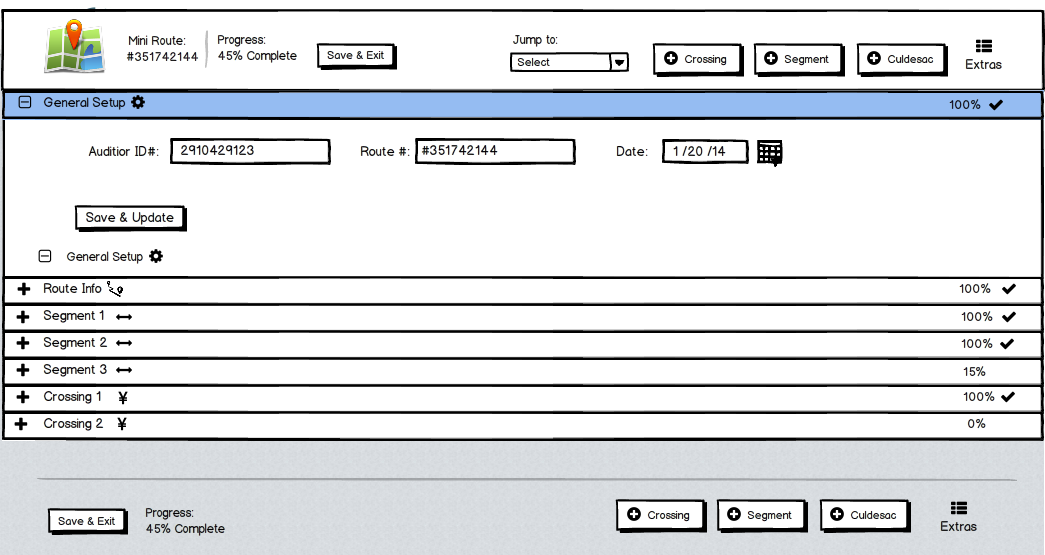 Mini Route:
#351742144
Progress:
45% Complete
Save & Exit
Jump to:
Select
Crossing
Segment
Culdesac
Extras
General Setup 100%
Auditior ID#: 2910429123 Route #: #351742144 Date: 1 /20 /14
Save & Update
General Setup
Route Info 100%
Segment 1 100%
Segment 2 100%
Segment 3 15%
Crossing 1 ¥ 100%
Crossing 2 ¥ 0%
Save & Exit
Progress:
45% Complete
Crossing
Segment
Culdesac
Extras